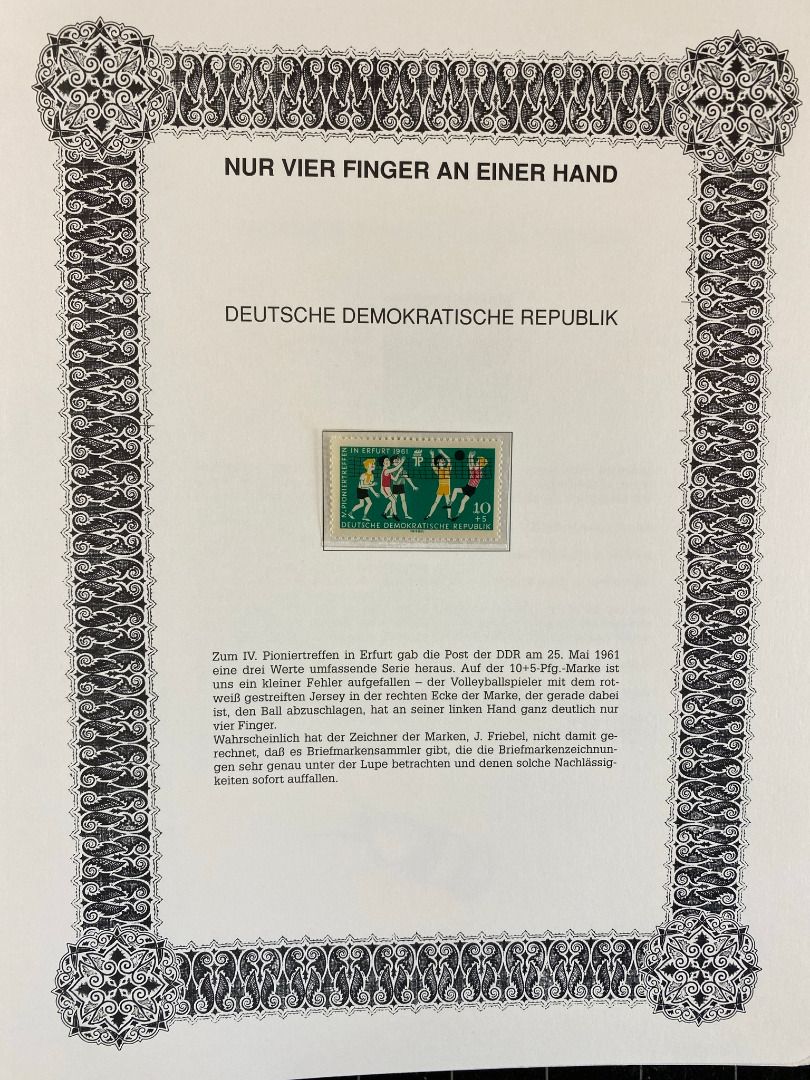 NUR VIER FINGER AN EINER HAND
DEUTSCHE DEMOKRATISCHE REPUBLIK
IV. PIONIERTREFFEN
IN ERFURT 1961
JP
10
+5
DEUTSCHE DEMOKRATISCHE REPUBLIK
Zum IV. Pioniertreffen in Erfurt gab die Post der DDR am 25. Mai 1961
eine drei Werte umfassende Serie heraus. Auf der 10+5-Pfg.-Marke ist
uns ein kleiner Fehler aufgefallen – der Volleyballspieler mit dem rot-
weiß gestreiften Jersey in der rechten Ecke der Marke, der gerade dabei
ist, den Ball abzuschlagen, hat an seiner linken Hand ganz deutlich nur
vier Finger.
Wahrscheinlich hat der Zeichner der Marken, J. Friebel, nicht damit ge-
rechnet, daß es Briefmarkensammler gibt, die die Briefmarkenzeichnun-
gen sehr genau unter der Lupe betrachten und denen solche Nachlässig-
keiten sofort auffallen.